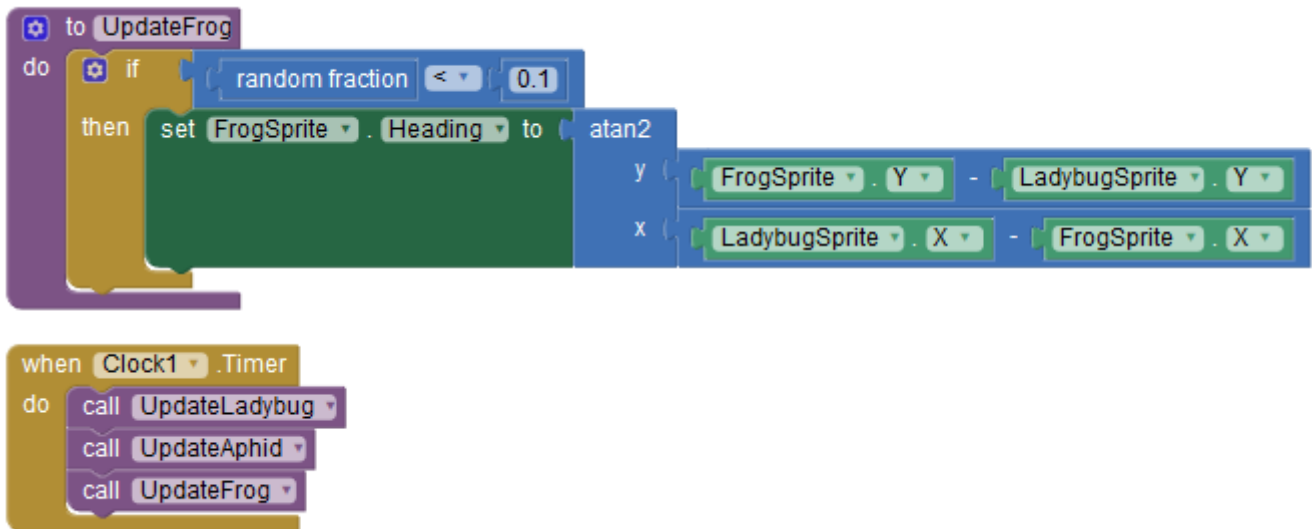 to UpdateFrog
do if random fraction < 0.1
then set FrogSprite . Heading to atan2
y FrogSprite . Y - LadybugSprite . Y
x LadybugSprite . X - FrogSprite . X
when Clock1 .Timer
do call UpdateLadybug
call UpdateAphid
call UpdateFrog